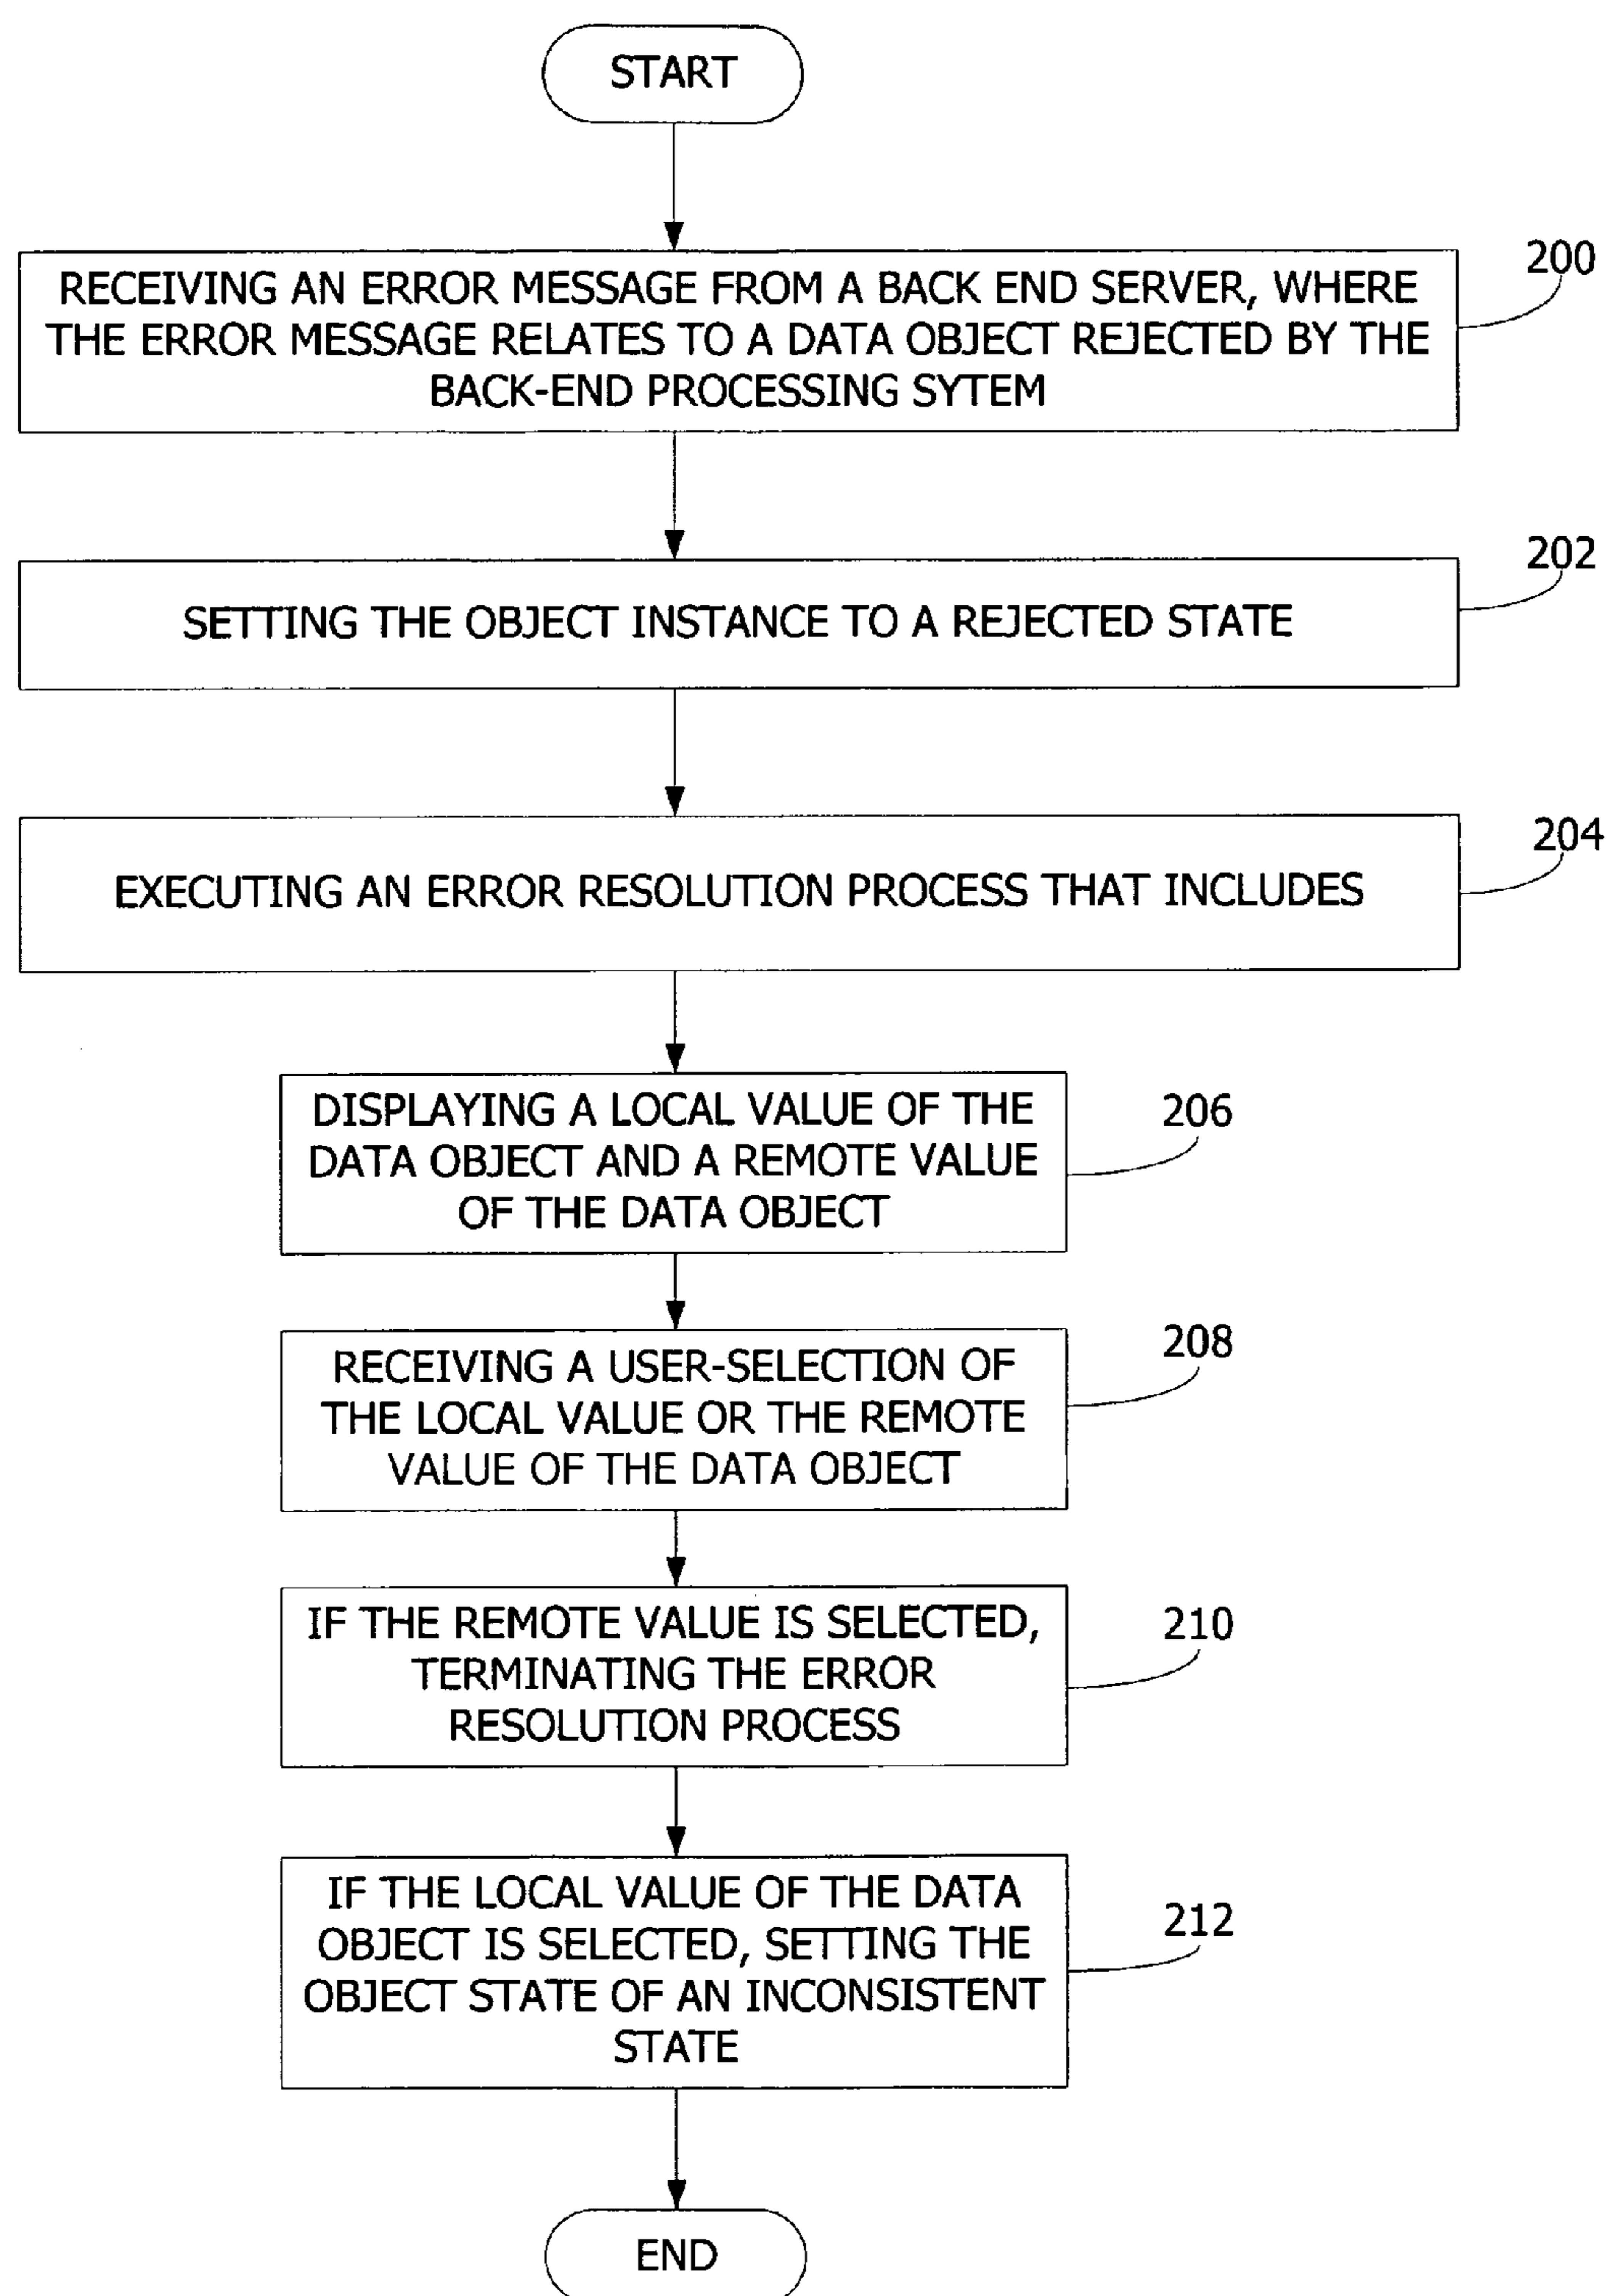 START
RECEIVING AN ERROR MESSAGE FROM A BACK END SERVER, WHERE
THE ERROR MESSAGE RELATES TO A DATA OBJECT REJECTED BY THE
BACK-END PROCESSING SYTEM
200
SETTING THE OBJECT INSTANCE TO A REJECTED STATE
202
EXECUTING AN ERROR RESOLUTION PROCESS THAT INCLUDES
204
DISPLAYING A LOCAL VALUE OF THE
DATA OBJECT AND A REMOTE VALUE
OF THE DATA OBJECT
206
RECEIVING A USER-SELECTION OF
THE LOCAL VALUE OR THE REMOTE
VALUE OF THE DATA OBJECT
208
IF THE REMOTE VALUE IS SELECTED,
TERMINATING THE ERROR
RESOLUTION PROCESS
210
IF THE LOCAL VALUE OF THE DATA
OBJECT IS SELECTED, SETTING THE
OBJECT STATE OF AN INCONSISTENT
STATE
212
END